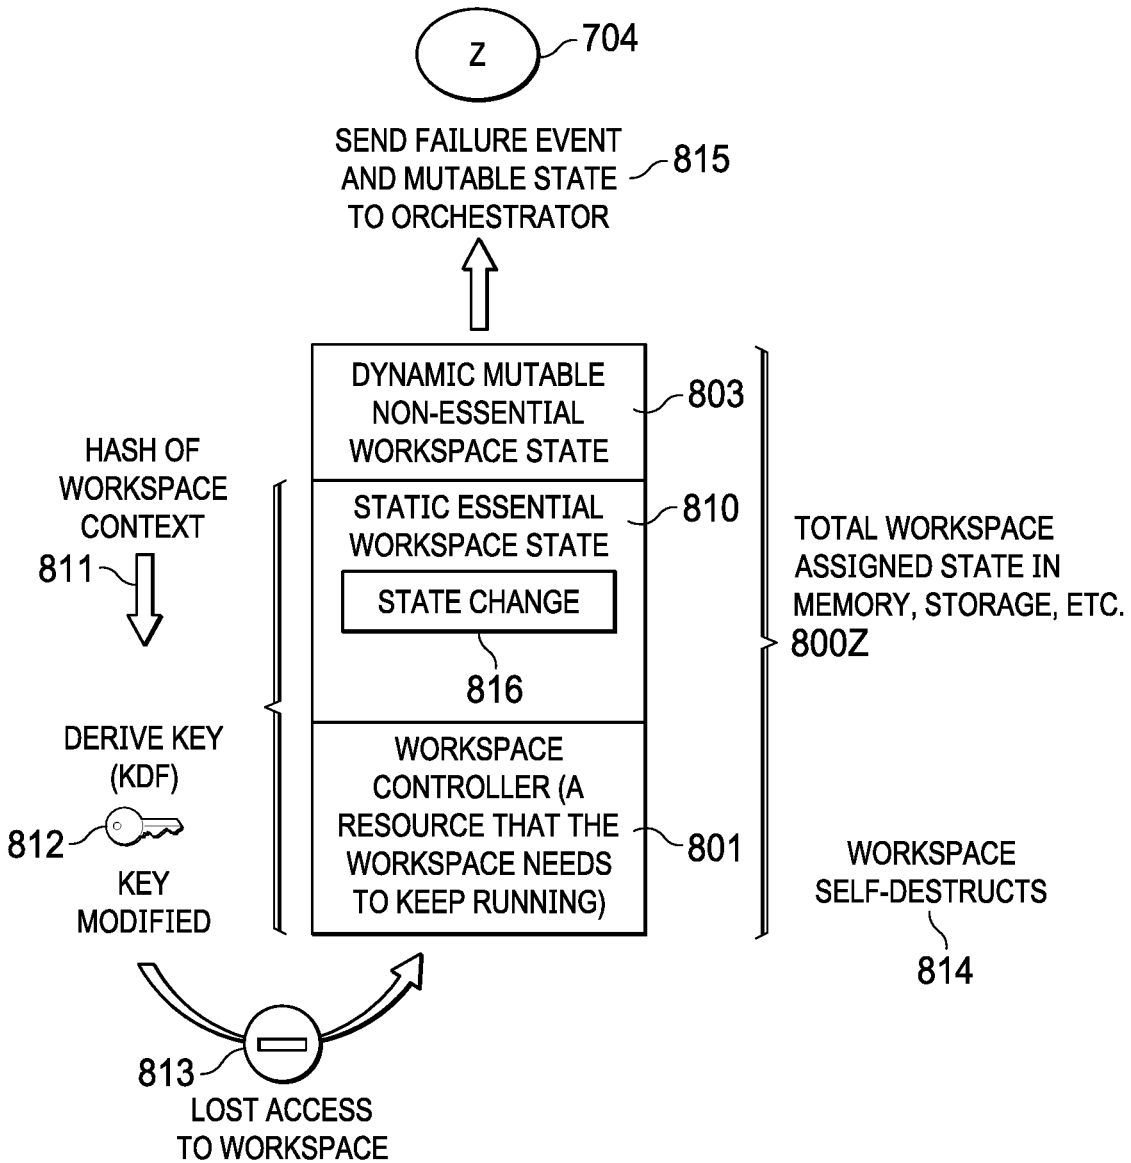 Z
704
SEND FAILURE EVENT
AND MUTABLE STATE
TO ORCHESTRATOR
815
DYNAMIC MUTABLE
NON-ESSENTIAL
WORKSPACE STATE
803
HASH OF
WORKSPACE
CONTEXT
811
STATIC ESSENTIAL
WORKSPACE STATE
810
STATE CHANGE
816
TOTAL WORKSPACE
ASSIGNED STATE IN
MEMORY, STORAGE, ETC.
800Z
DERIVE KEY
(KDF)
812
KEY
MODIFIED
WORKSPACE
CONTROLLER (A
RESOURCE THAT THE
WORKSPACE NEEDS
TO KEEP RUNNING)
801
WORKSPACE
SELF-DESTRUCTS
814
813
LOST ACCESS
TO WORKSPACE